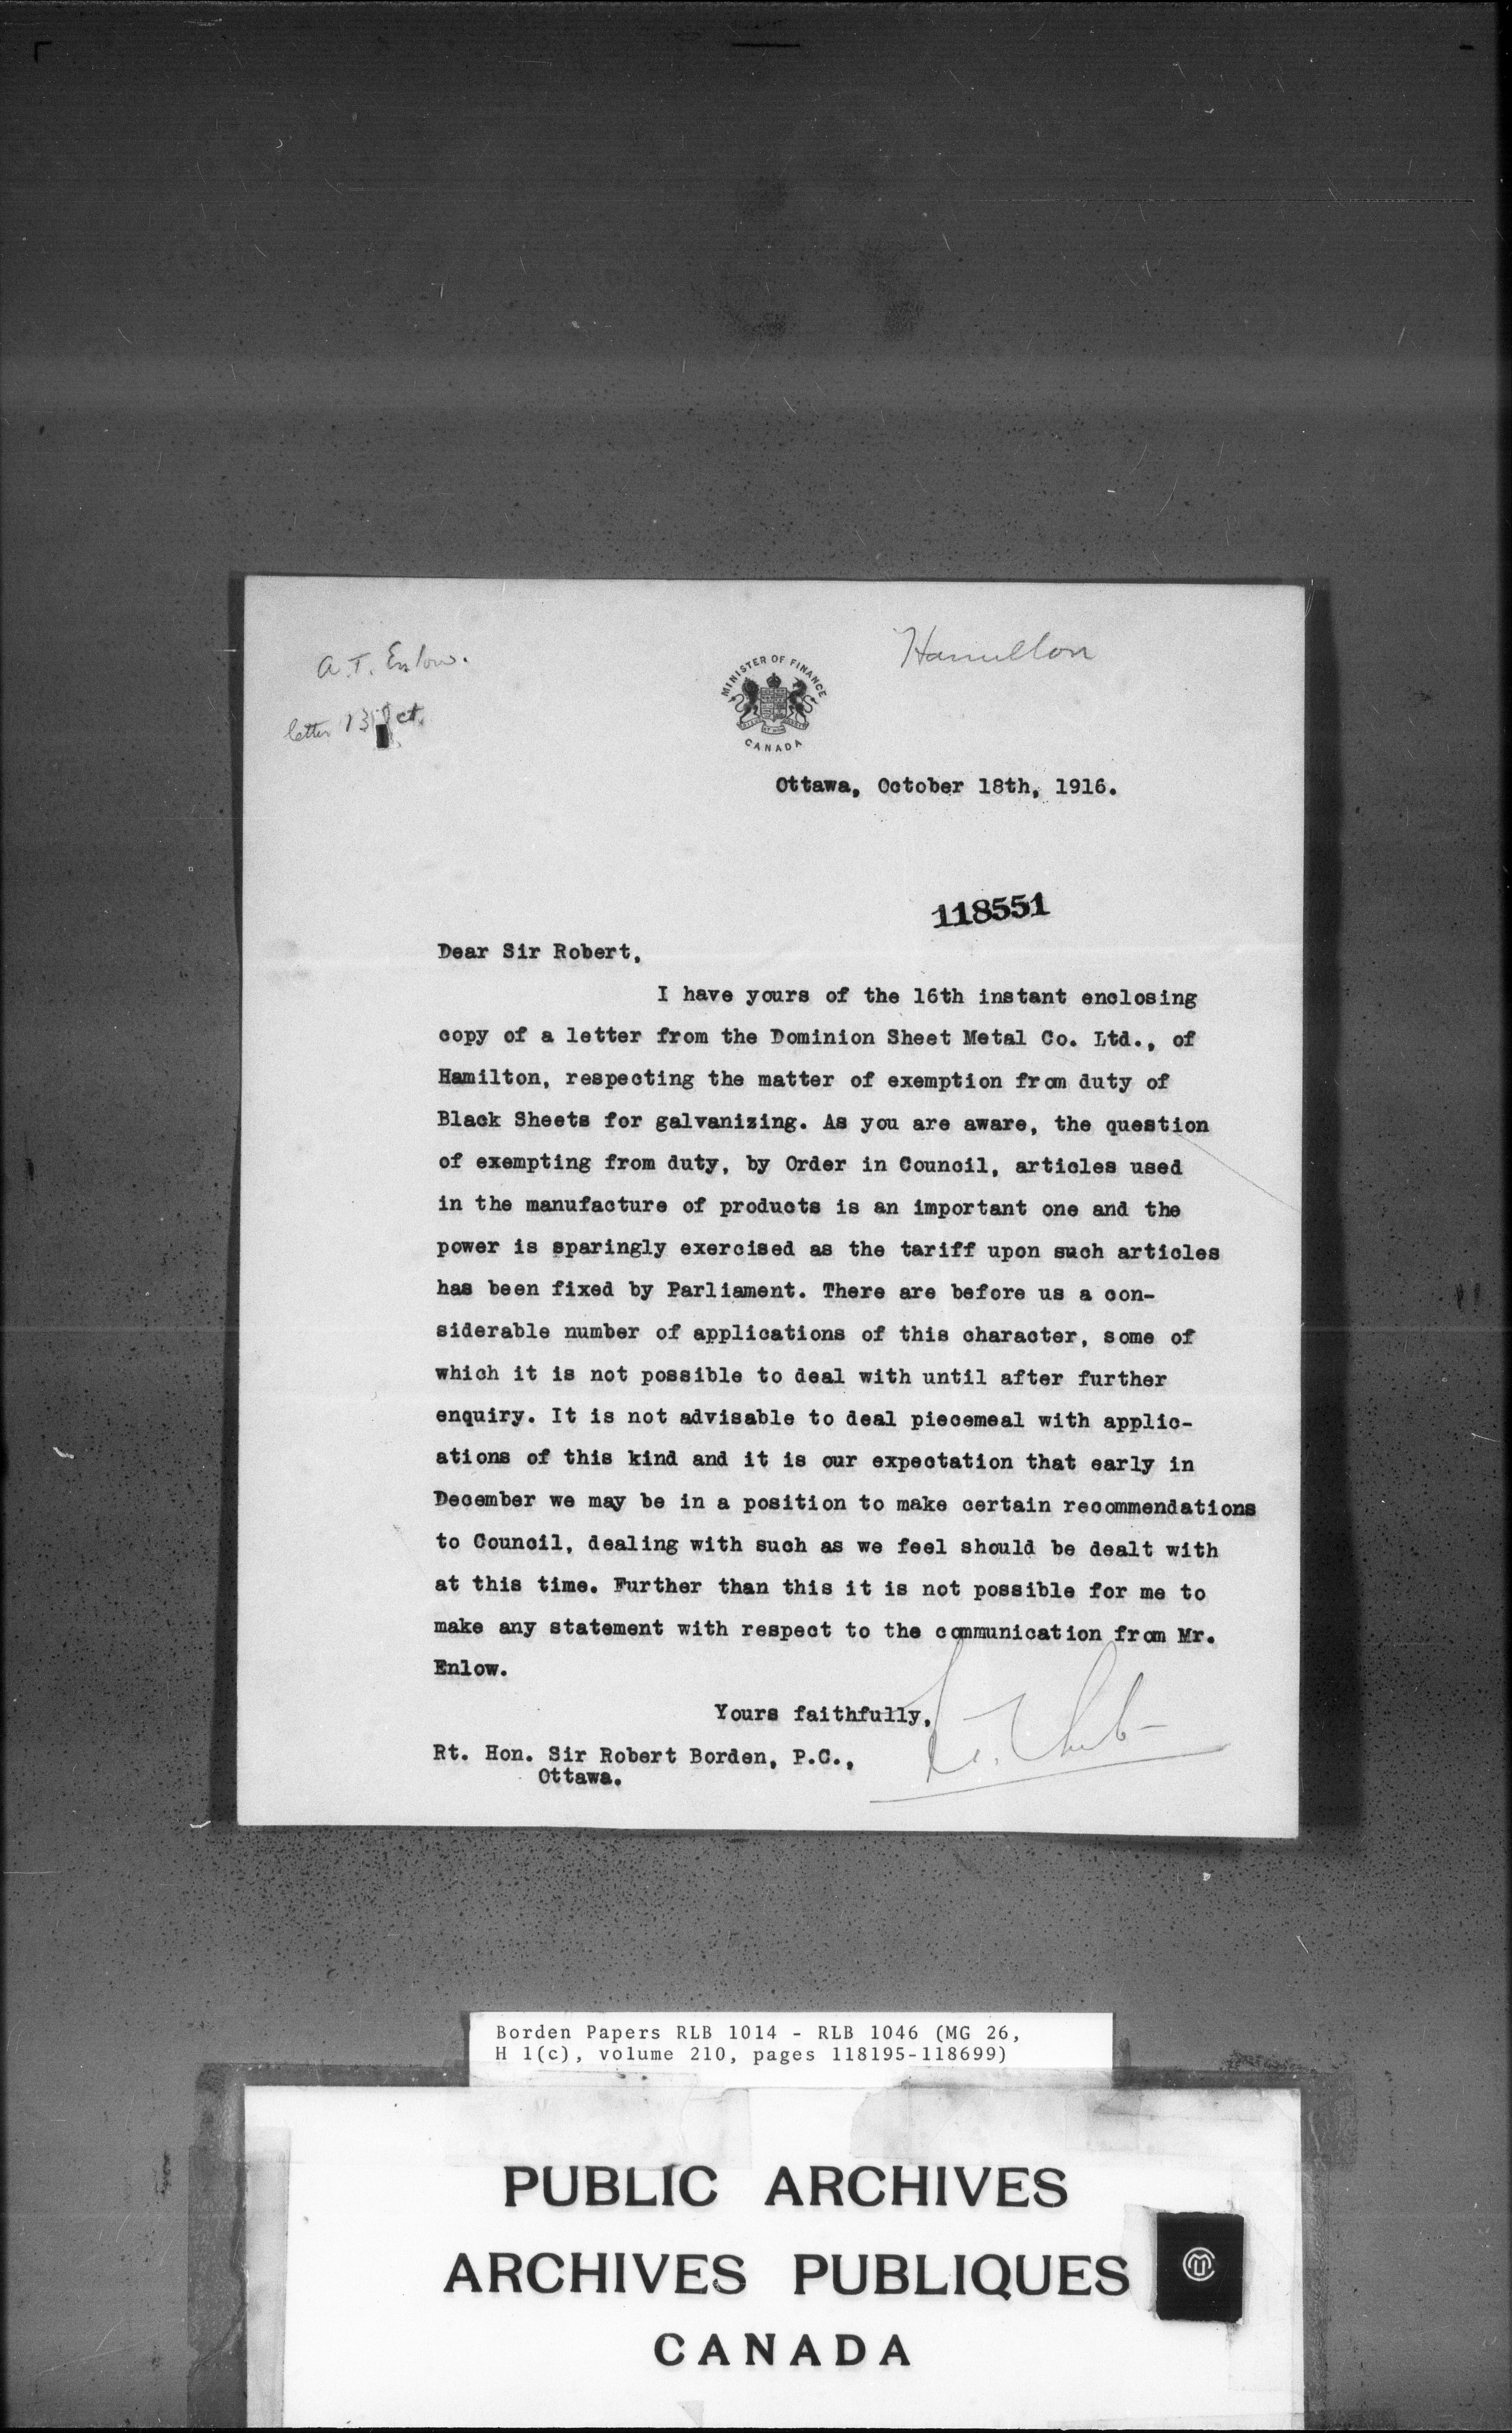 A. T. Enlow.
Hamilton
letter 13 Oct.
MINISTER OF FINANCE
CANADA
Ottawa, October 18th, 1916.
118551
Dear Sir Robert,
I have yours of the 16th instant enclosing
copy of a letter from the Dominion Sheet Metal Co. Ltd., of
Hamilton, respecting the matter of exemption from duty of
Black Sheets for galvanizing. As you are aware, the question
of exempting from duty, by Order in Council, articles used
in the manufacture of products is an important one and the
power is sparingly exercised as the tariff upon such articles
has been fixed by Parliament. There are before us a con-
siderable number of applications of this character, some of
which it is not possible to deal with until after further
enquiry. It is not advisable to deal piecemeal with applic-
ations of this kind and it is our expectation that early in
December we may be in a position to make certain recommendations
to Council, dealing with such as we feel should be dealt with
at this time. Further than this it is not possible for me to
make any statement with respect to the communication from Mr.
Enlow.
Yours faithfully,
Rt. Hon. Sir Robert Borden, P.C.,
Ottawa.
Borden Papers RLB 1014 - RLB 1046 (MG 26,
H 1(c), volume 210, pages 118195-118699)
PUBLIC ARCHIVES
ARCHIVES PUBLIQUES
CANADA